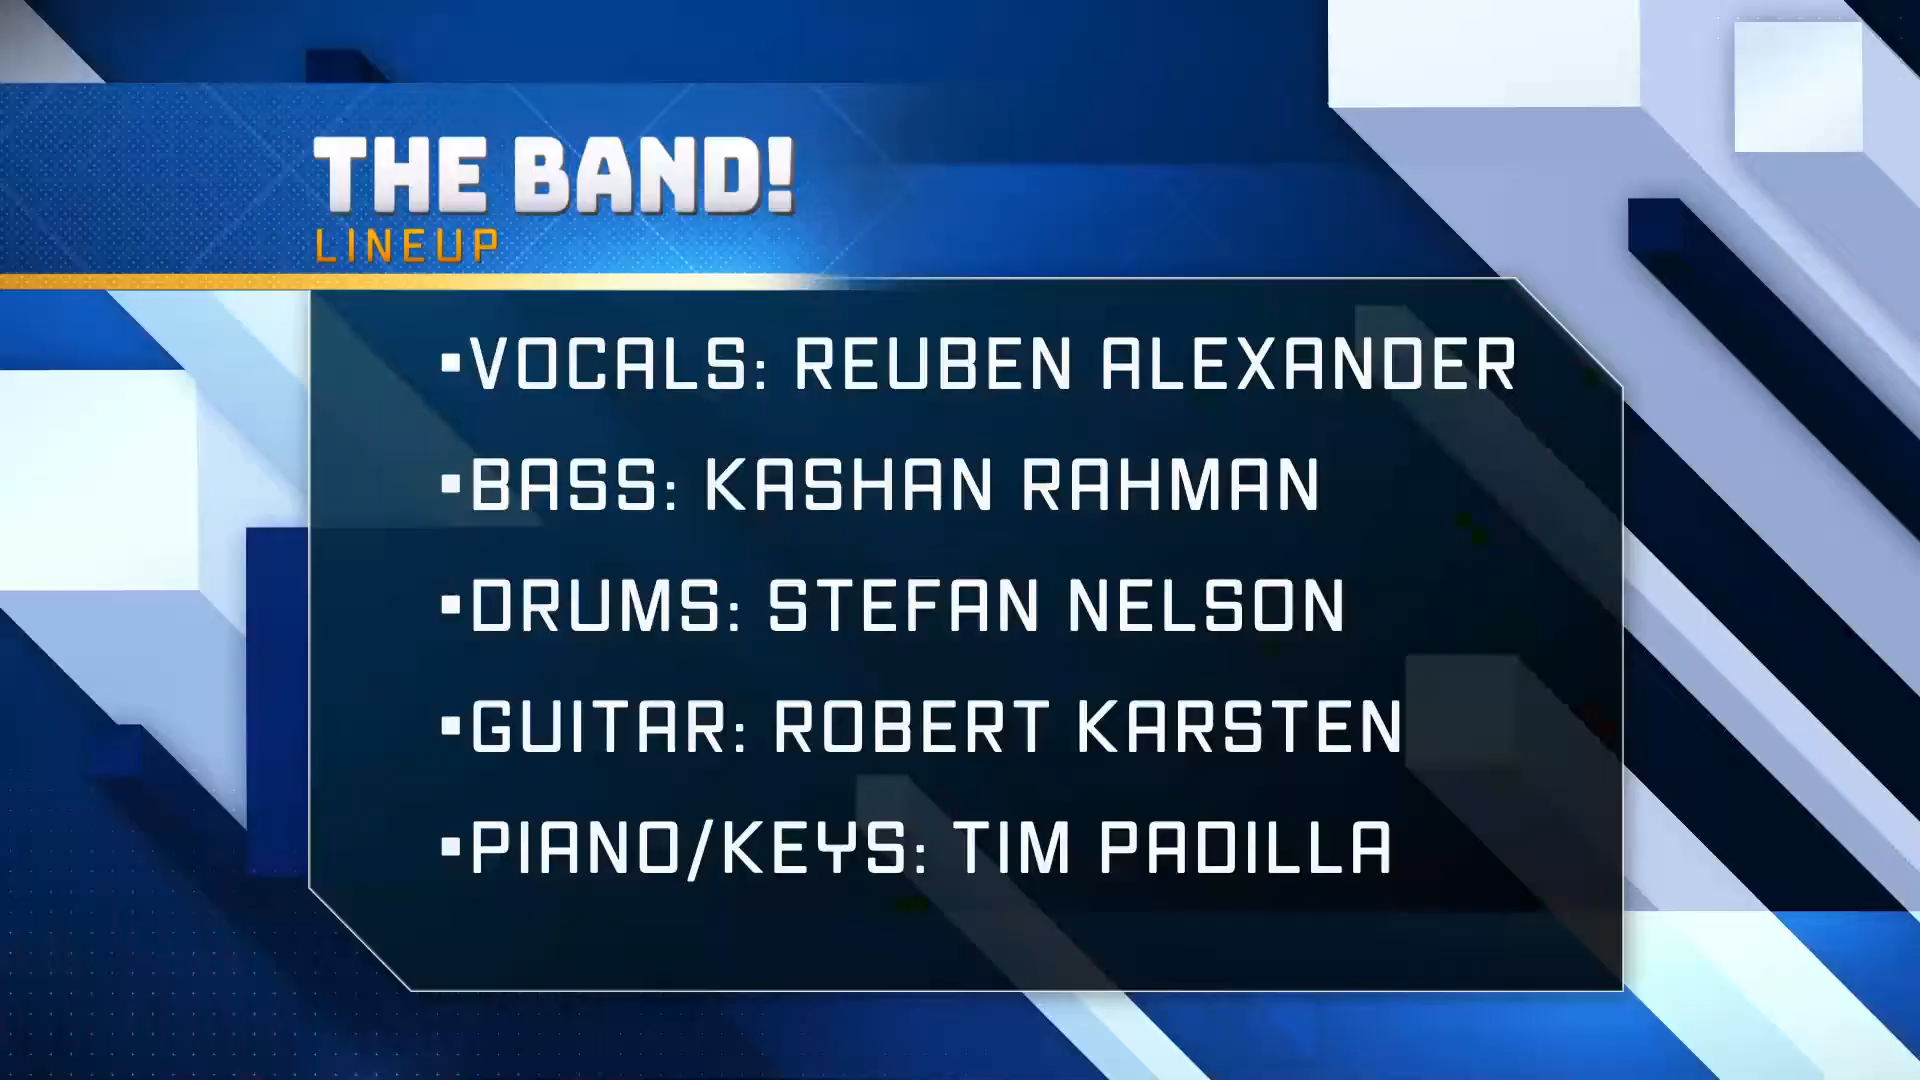 THE BAND!
LINEUP
▪VOCALS: REUBEN ALEXANDER
▪BASS: KASHAN RAHMAN
▪DRUMS: STEFAN NELSON
▪GUITAR: ROBERT KARSTEN
▪PIANO/KEYS: TIM PADILLA